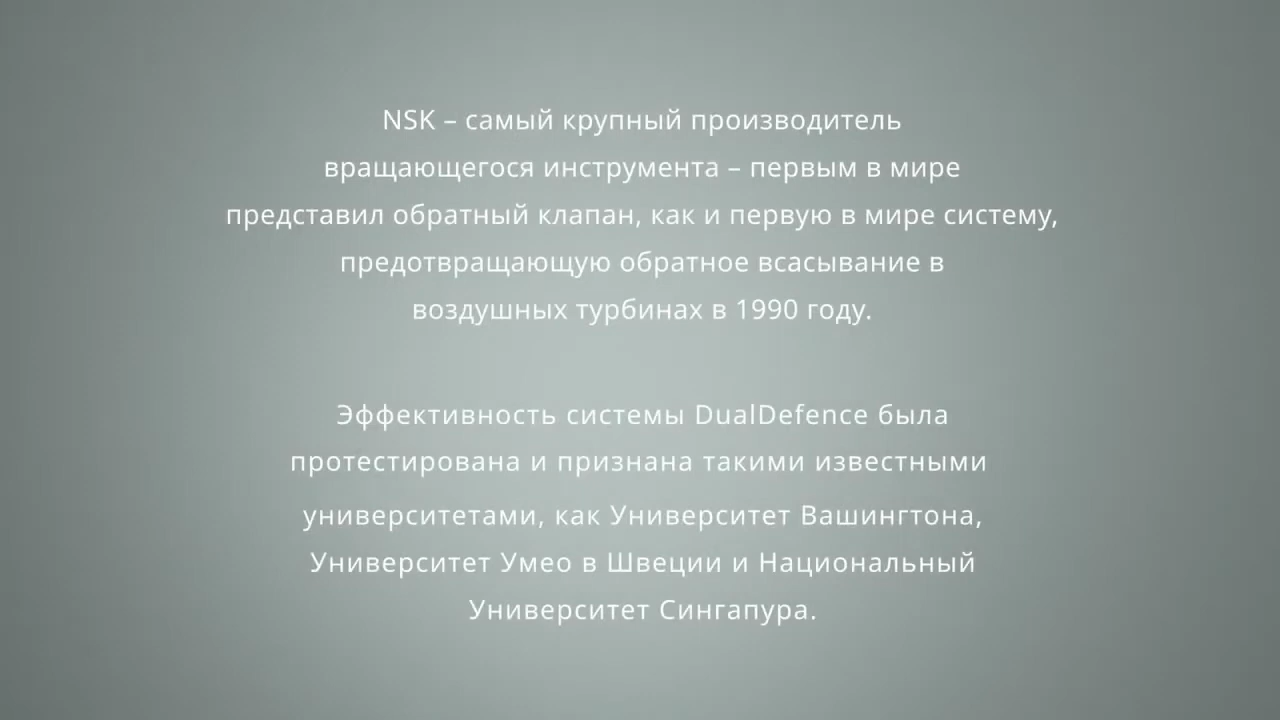 NSK – самый крупный производитель
вращающегося инструмента – первым в мире
представил обратный клапан, как и первую в мире систему,
предотвращающую обратное всасывание в
воздушных турбинах в 1990 году.
Эффективность системы DualDefence была
протестирована и признана такими известными
университетами, как Университет Вашингтона,
Университет Умео в Швеции и Национальный
Университет Сингапура.